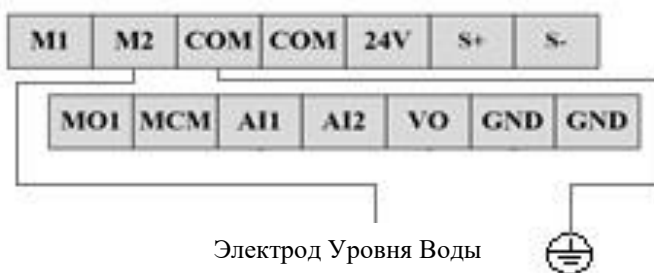 M1 M2 COM COM 24V S+ S-
MO1 MCM AI1 AI2 VO GND GND
Электрод Уровня Воды